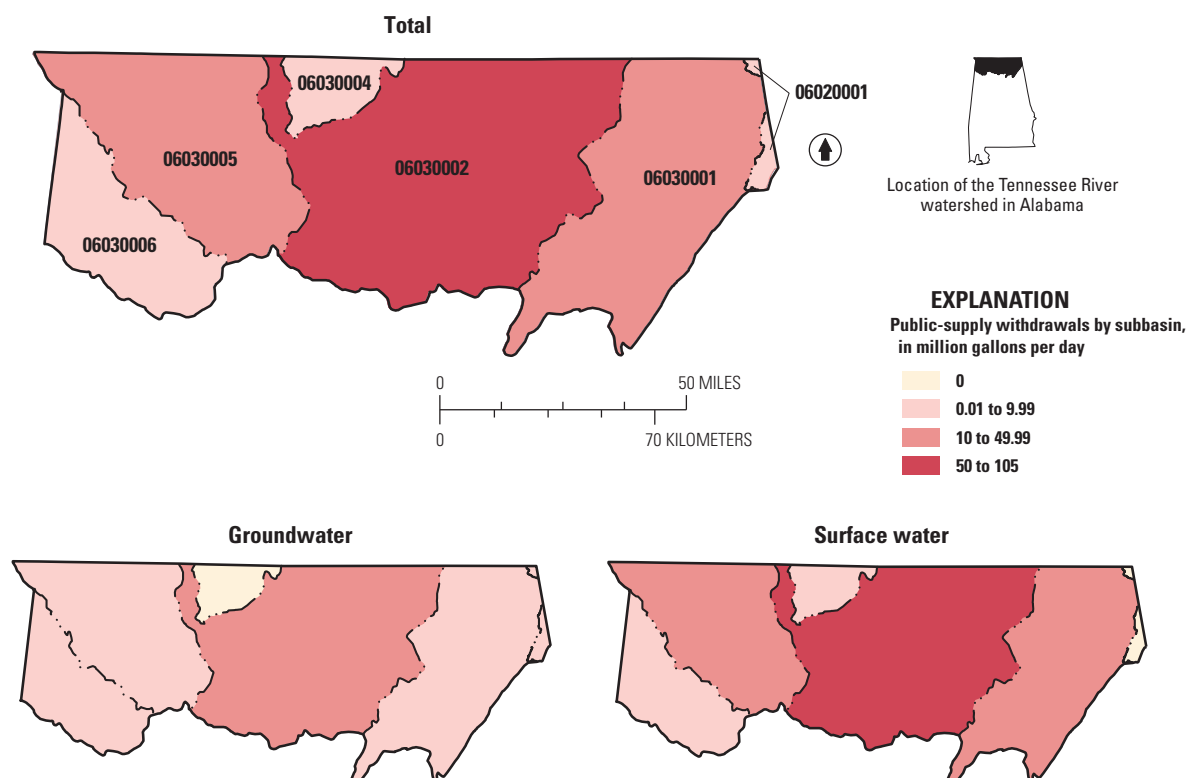 Total
06030004
06020001
06030005
06030002
06030001
06030006
Location of the Tennessee River
watershed in Alabama
EXPLANATION
Public-supply withdrawals by subbasin,
in million gallons per day
0
0.01 to 9.99
10 to 49.99
50 to 105
0 50 MILES
0 70 KILOMETERS
Groundwater
Surface water